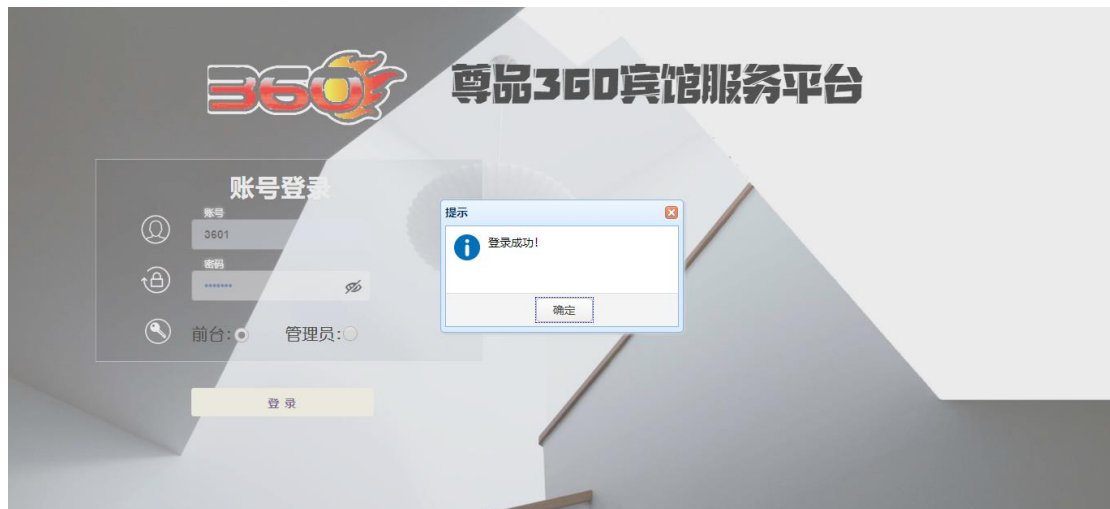 360
尊品360宾馆服务平台
账号登录
账号
3601
密码
•••••••
前台: 管理员:
登 录
提示
登录成功!
确定